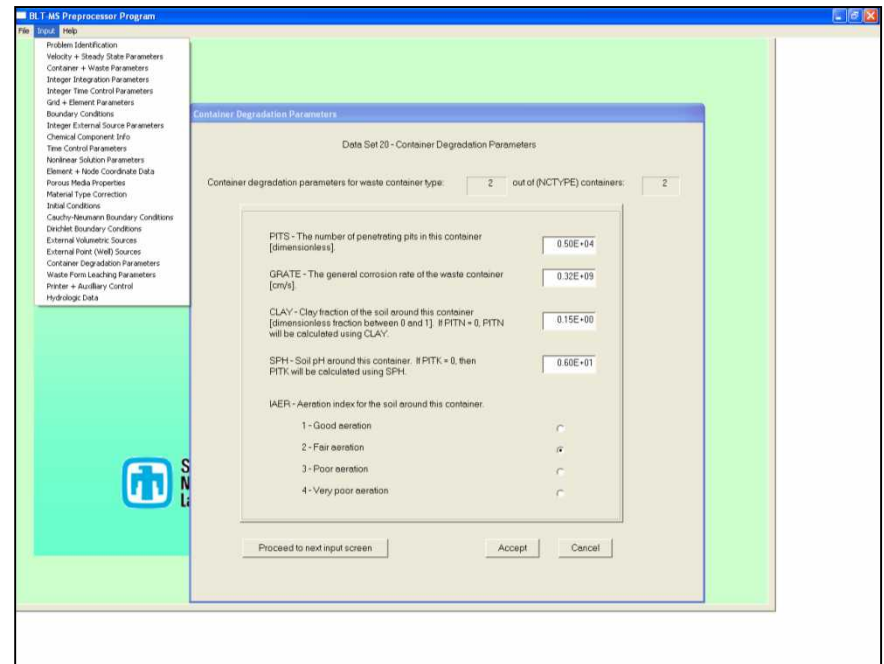 BLT-MS Preprocessor Program
File Input Help
Problem Identification
Velocity + Steady State Parameters
Container + Waste Parameters
Integer Integration Parameters
Integer Time Control Parameters
Grid + Element Parameters
Boundary Conditions
Integer External Source Parameters
Chemical Component Info
Time Control Parameters
Nonlinear Solution Parameters
Element + Node Coordinate Data
Porous Media Properties
Material Type Correction
Initial Conditions
Cauchy-Neumann Boundary Conditions
Dirichlet Boundary Conditions
External Volumetric Sources
External Point (Well) Sources
Container Degradation Parameters
Waste Form Leaching Parameters
Printer + Auxiliary Control
Hydrologic Data
S
N
La
Container Degradation Parameters
Data Set 20 - Container Degradation Parameters
Container degradation parameters for waste container type: 2 out of (NCTYPE) containers: 2
PITS - The number of penetrating pits in this container
[dimensionless]. 0.50E+04
GRATE - The general corrosion rate of the waste container
[cm/s]. 0.32E+09
CLAY - Clay fraction of the soil around this container
[dimensionless fraction between 0 and 1]. If PITN = 0, PITN
will be calculated using CLAY. 0.15E+00
SPH - Soil pH around this container. If PITK = 0, then
PITK will be calculated using SPH. 0.60E+01
IAER - Aeration index for the soil around this container.
1 - Good aeration
2 - Fair aeration
3 - Poor aeration
4 - Very poor aeration
Proceed to next input screen Accept Cancel